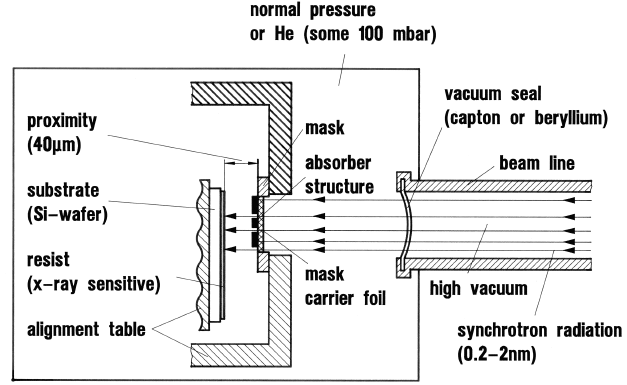 normal pressure
or He (some 100 mbar)
vacuum seal
(capton or beryllium)
proximity
(40µm)
mask
beam line
absorber
structure
substrate
(Si-wafer)
resist
(x-ray sensitive)
mask
carrier foil
high vacuum
alignment table
synchrotron radiation
(0.2-2nm)